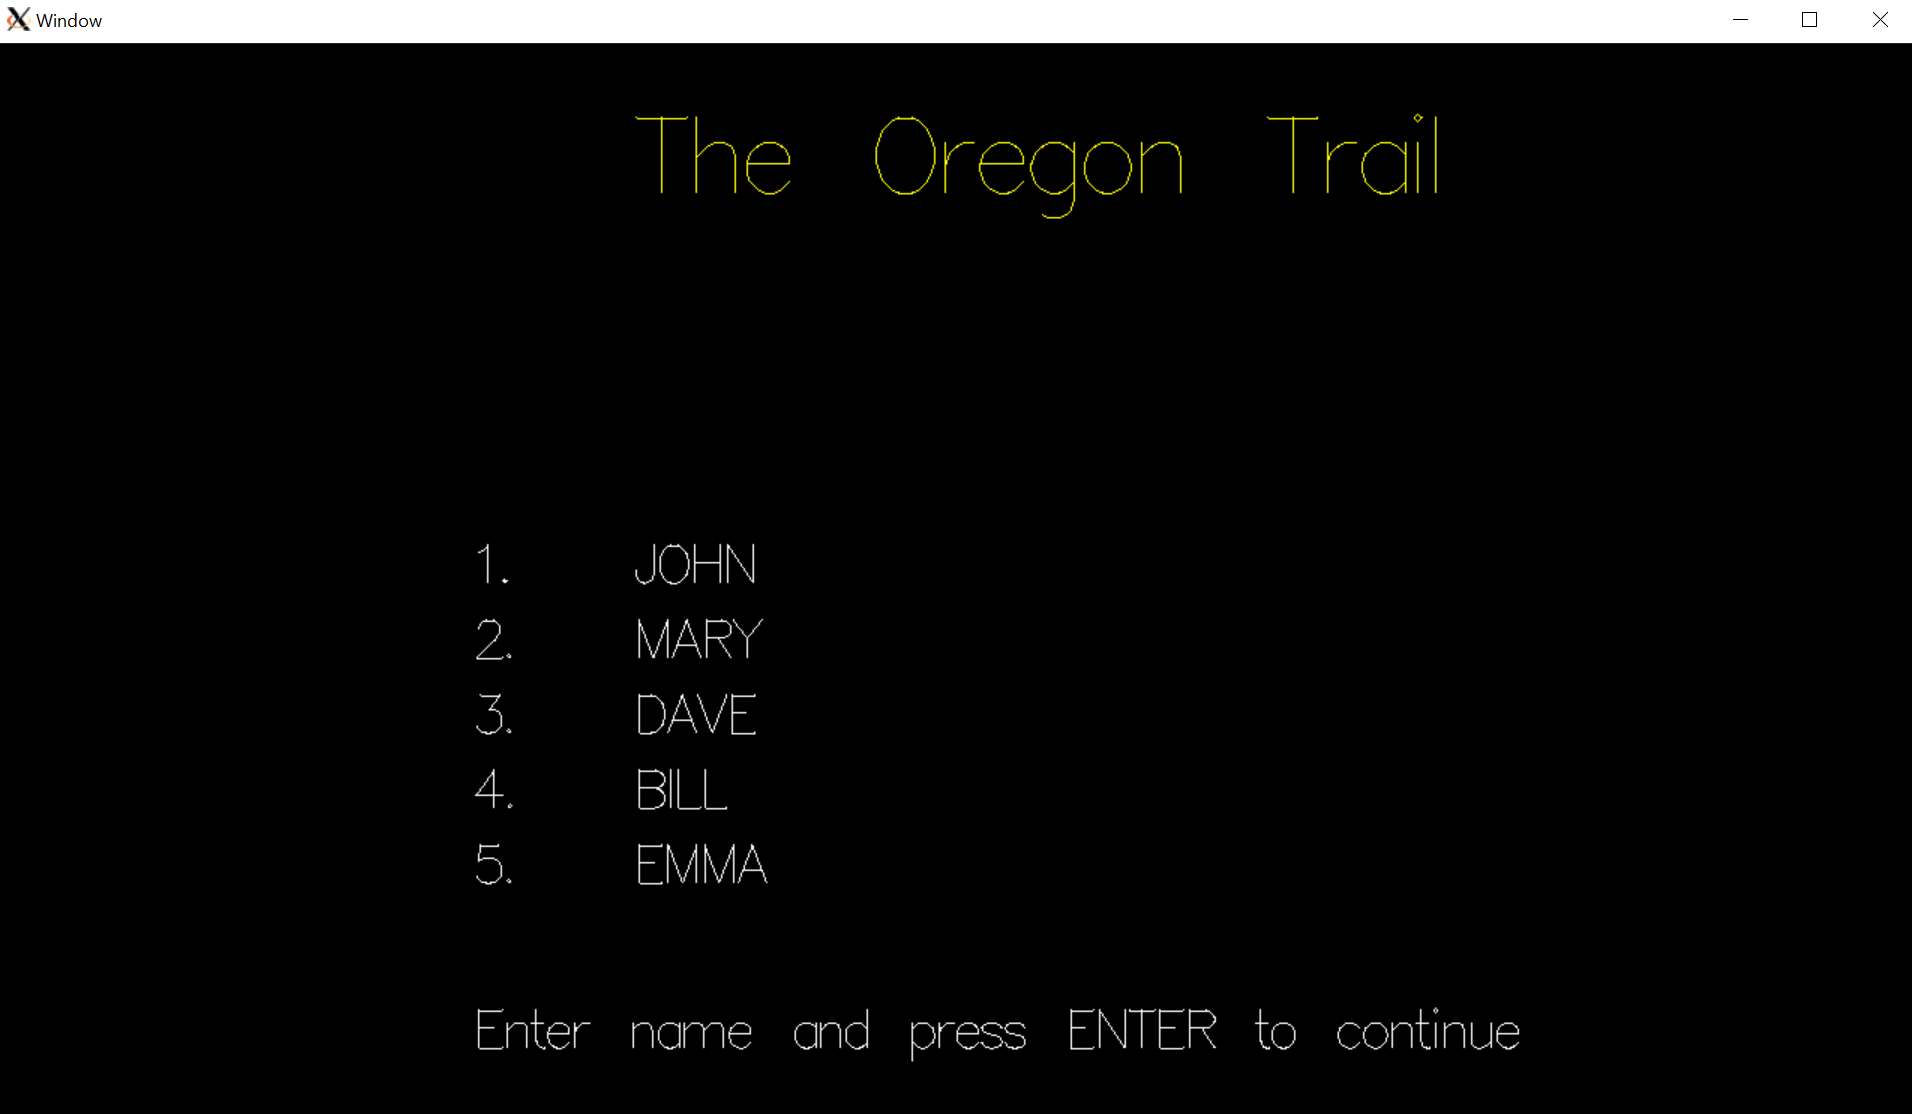 Window
The Oregon Trail
1. JOHN
2. MARY
3. DAVE
4. BILL
5. EMMA
Enter name and press ENTER to continue